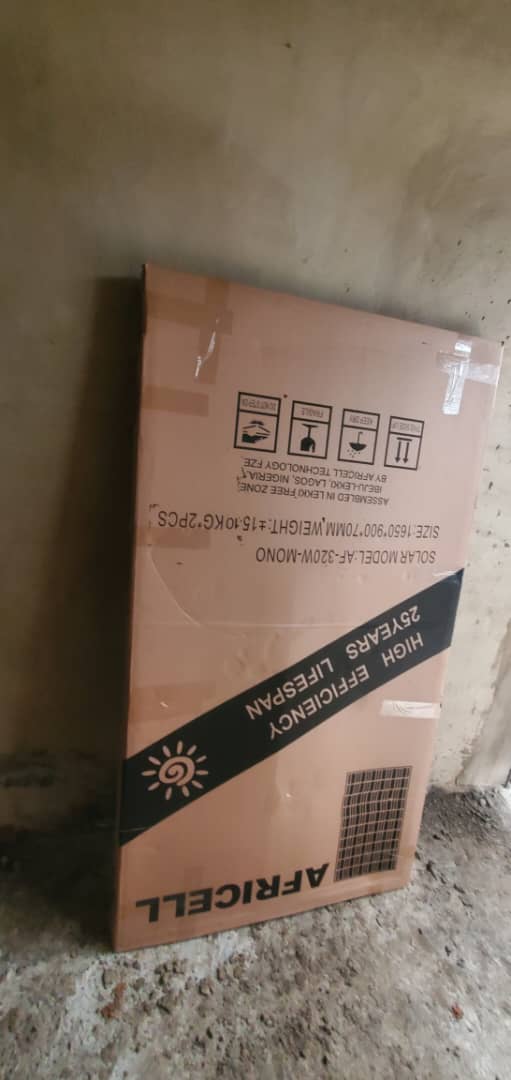 AFRICELL
HIGH EFFICIENCY
25YEARS LIFESPAN
SOLAR MODEL:AF-320W-MONO
SIZE:1650*900*70MM WEIGHT:±15.10KG*2PCS
ASSEMBLED IN LEKKI FREE ZONE
IBEJU-LEKKI, LAGOS, NIGERIA.
BY AFRICELL TECHNOLOGY FZE.
THIS SIDE UP
KEEP DRY
FRAGILE
DO NOT STEP ON